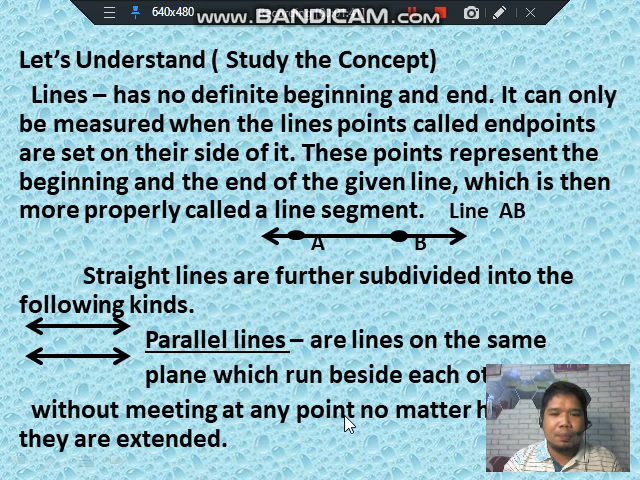 640x480
www.BANDICAM.com
Let's Understand ( Study the Concept)
Lines – has no definite beginning and end. It can only
be measured when the lines points called endpoints
are set on their side of it. These points represent the
beginning and the end of the given line, which is then
more properly called a line segment. Line AB
A B
Straight lines are further subdivided into the
following kinds.
Parallel lines – are lines on the same
plane which run beside each
without meeting at any point no matter
they are extended.